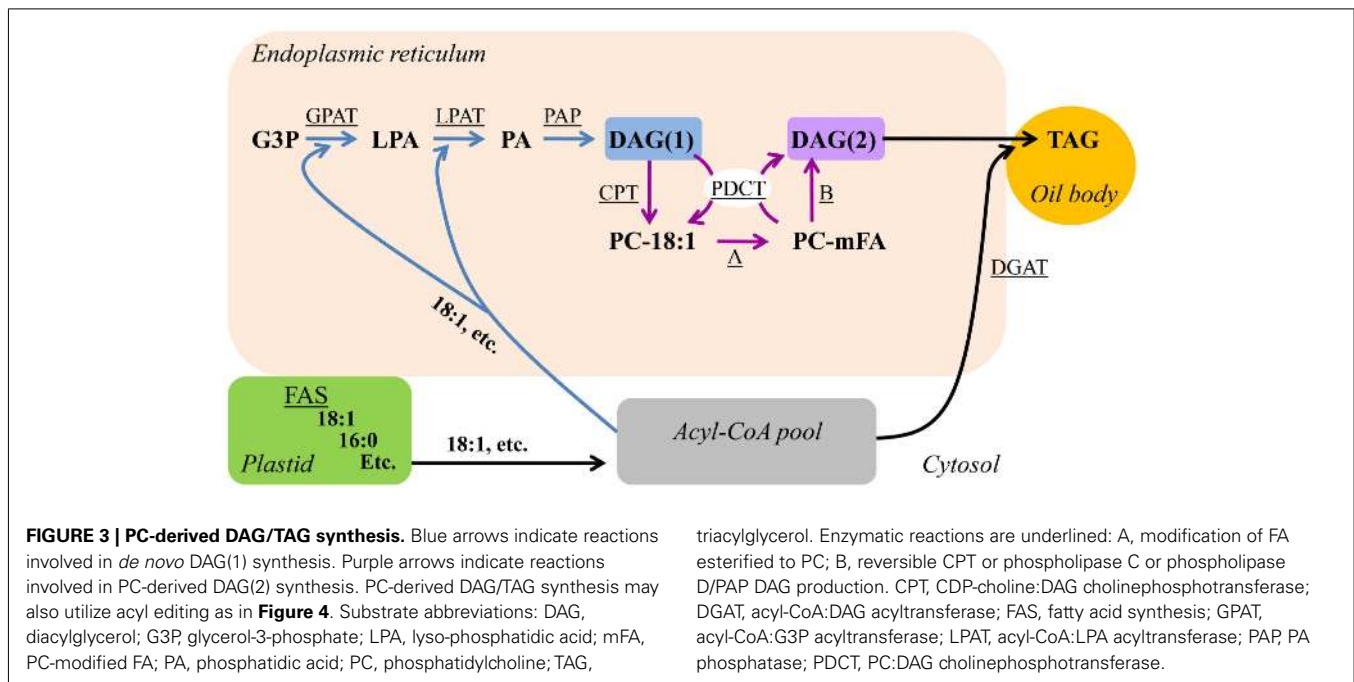 Endoplasmic reticulum
GPAT LPAT PAP
G3P LPA PA DAG(1) DAG(2) TAG
CPT PDCT B Oil body
PC-18:1 PC-mFA
A
DGAT
18:1, etc.
FAS
18:1
16:0
Plastid Etc.
18:1, etc.
Acyl-CoA pool
Cytosol
FIGURE 3 | PC-derived DAG/TAG synthesis. Blue arrows indicate reactions
involved in de novo DAG(1) synthesis. Purple arrows indicate reactions
involved in PC-derived DAG(2) synthesis. PC-derived DAG/TAG synthesis may
also utilize acyl editing as in Figure 4. Substrate abbreviations: DAG,
diacylglycerol; G3P, glycerol-3-phosphate; LPA, lyso-phosphatidic acid; mFA,
PC-modified FA; PA, phosphatidic acid; PC, phosphatidylcholine; TAG,
triacylglycerol. Enzymatic reactions are underlined: A, modification of FA
esterified to PC; B, reversible CPT or phospholipase C or phospholipase
D/PAP DAG production. CPT, CDP-choline:DAG cholinephosphotransferase;
DGAT, acyl-CoA:DAG acyltransferase; FAS, fatty acid synthesis; GPAT,
acyl-CoA:G3P acyltransferase; LPAT, acyl-CoA:LPA acyltransferase; PAP, PA
phosphatase; PDCT, PC:DAG cholinephosphotransferase.